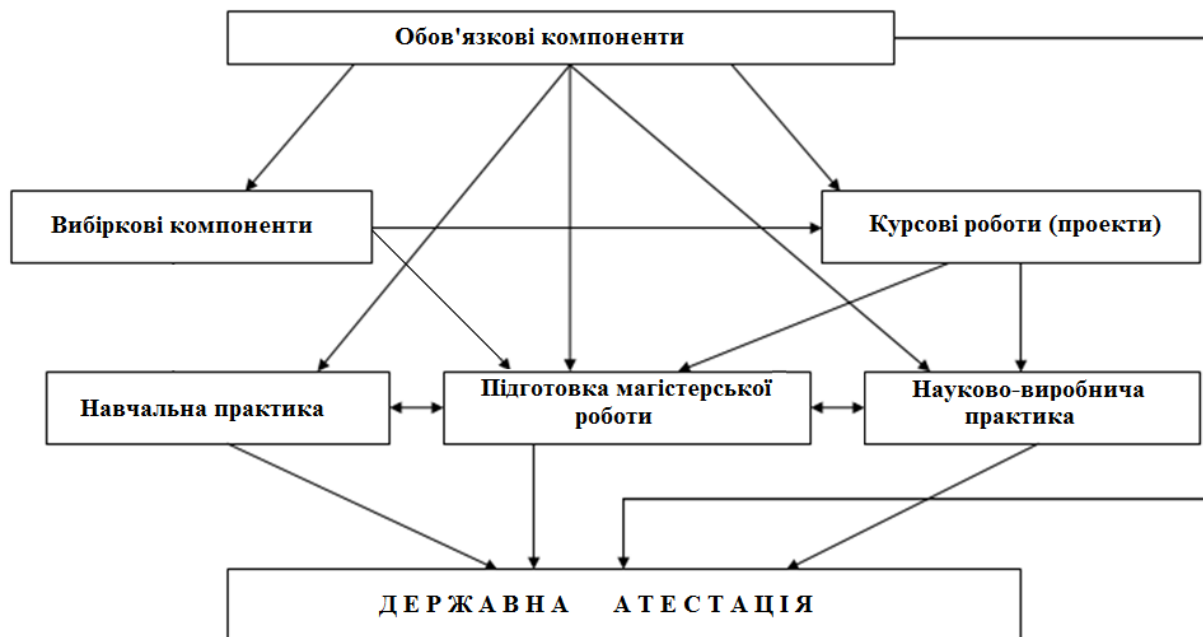 Обов'язкові компоненти
Вибіркові компоненти
Курсові роботи (проекти)
Навчальна практика
Підготовка магістерської
роботи
Науково-виробнича
практика
ДЕРЖАВНА АТЕСТАЦІЯ